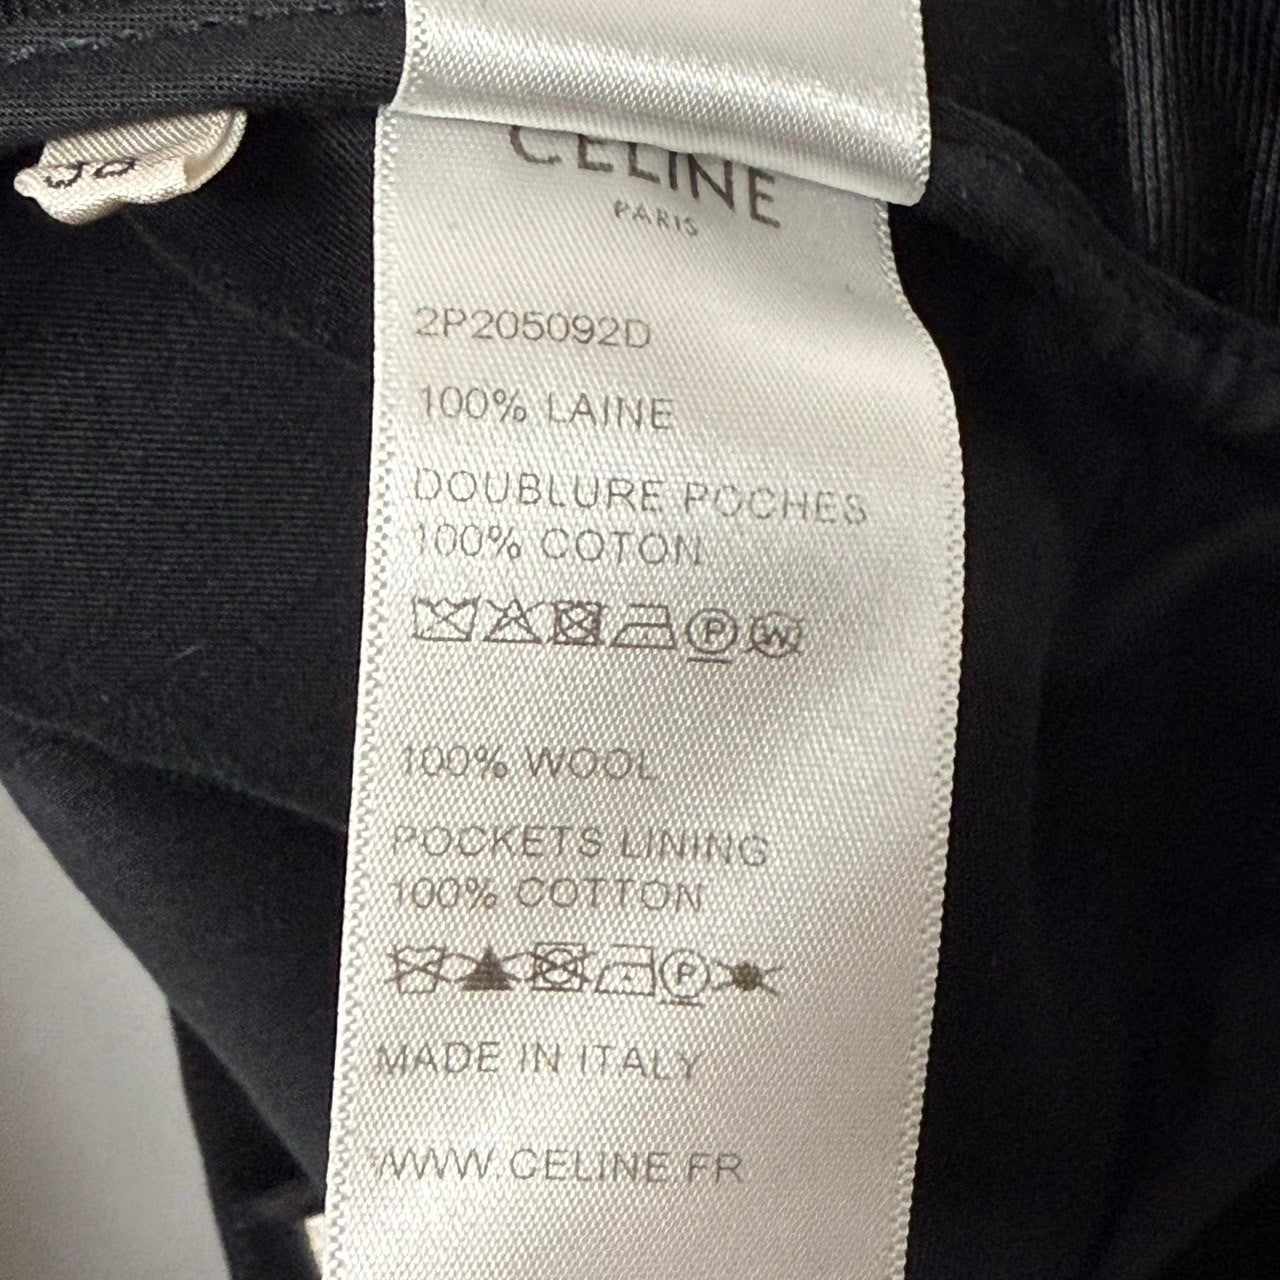 CELINE
PARIS
2P205092D
100% LAINE
DOUBLURE POCHES
100% COTON
P W
100% WOOL
POCKETS LINING
100% COTTON
P
MADE IN ITALY
WWW.CELINE.FR